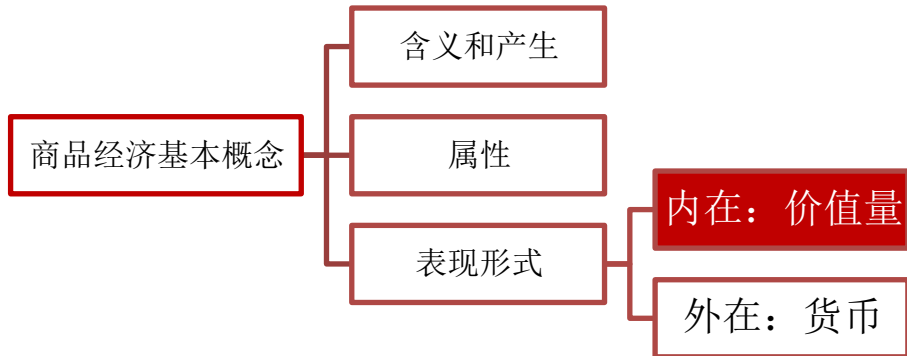 商品经济基本概念
含义和产生
属性
表现形式
内在：价值量
外在：货币